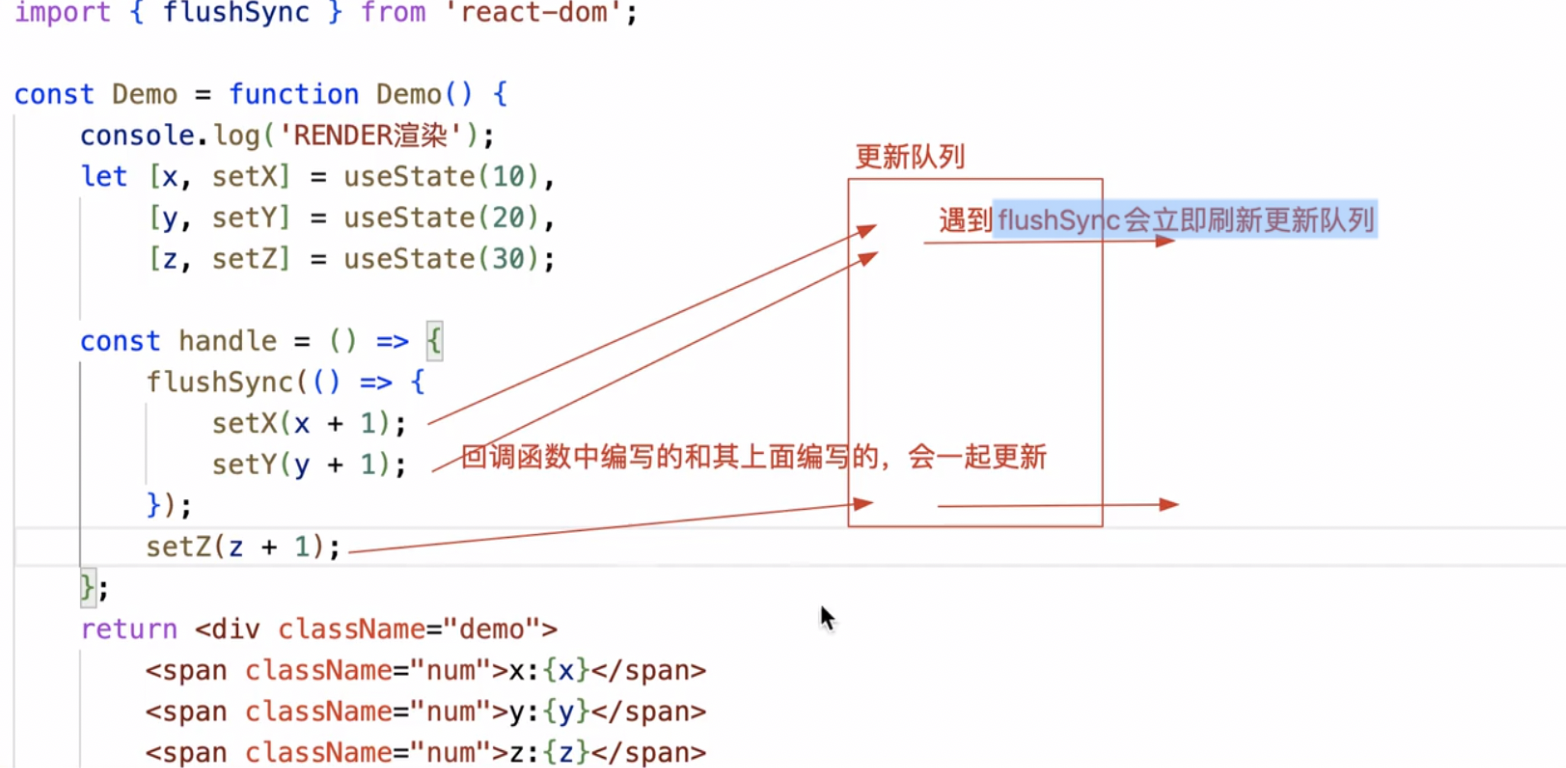 import { flushSync } from 'react-dom';
const Demo = function Demo() {
console.log('RENDER渲染');
let [x, setX] = useState(10),
[y, setY] = useState(20),
[z, setZ] = useState(30);
更新队列
遇到flushSync会立即刷新更新队列
const handle = () => {
flushSync(() => {
setX(x + 1);
setY(y + 1);
回调函数中编写的和其上面编写的，会一起更新
});
setZ(z + 1);
};
return <div className="demo">
<span className="num">x:{x}</span>
<span className="num">y:{y}</span>
<span className="num">z:{z}</span>